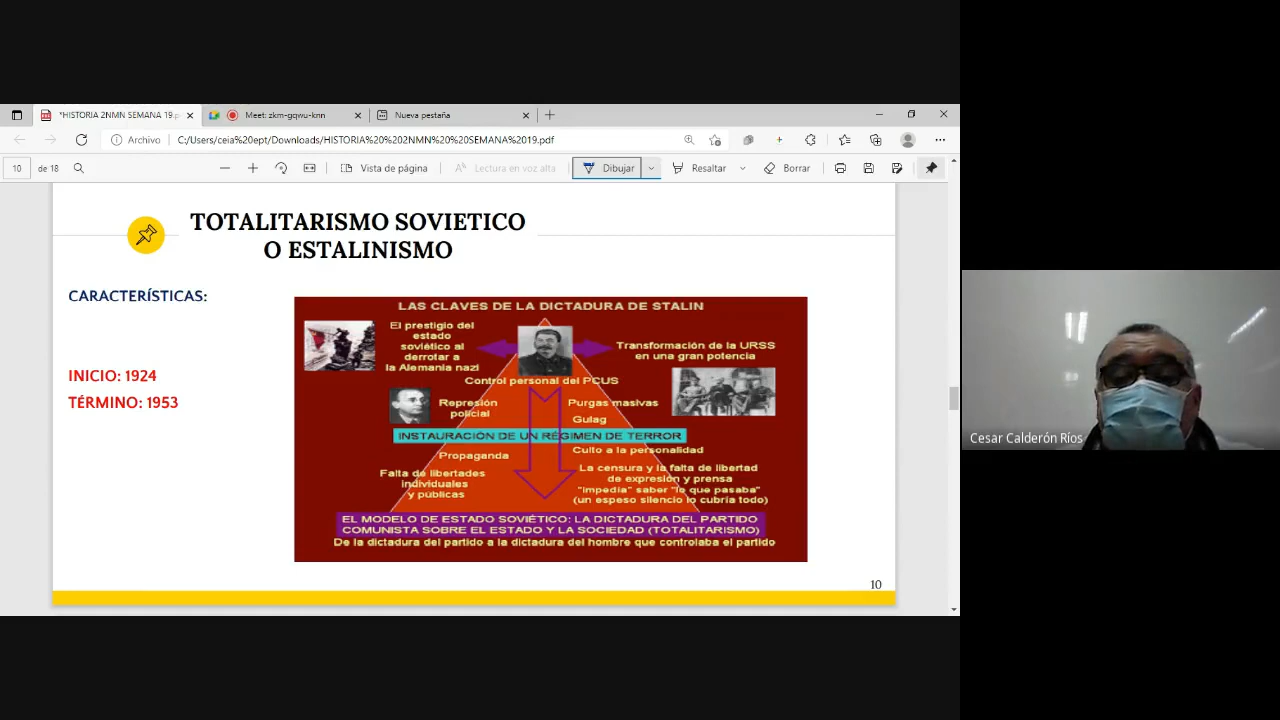 *HISTORIA 2NMN SEMANA 19.p
Meet: zkm-gqwu-knn
Nueva pestaña
Archivo
C:/Users/ceia%20ept/Downloads/HISTORIA%20%202NMN%20%20SEMANA%2019.pdf
10
de 18
Vista de página
Lectura en voz alta
Dibujar
Resaltar
Borrar
TOTALITARISMO SOVIETICO
O ESTALINISMO
CARACTERÍSTICAS:
INICIO: 1924
TÉRMINO: 1953
LAS CLAVES DE LA DICTADURA DE STALIN
El prestigio del
estado
soviético al
derrotar a
la Alemania nazi
Transformación de la URSS
en una gran potencia
Control personal del PCUS
Represión
policial
Purgas masivas
Gulag
INSTAURACIÓN DE UN RÉGIMEN DE TERROR
Propaganda
Culto a la personalidad
Falta de libertades
individuales
y públicas
La censura y la falta de libertad
de expresión y prensa
"impedía" saber "lo que pasaba"
(un espeso silencio lo cubría todo)
EL MODELO DE ESTADO SOVIÉTICO: LA DICTADURA DEL PARTIDO
COMUNISTA SOBRE EL ESTADO Y LA SOCIEDAD (TOTALITARISMO)
De la dictadura del partido a la dictadura del hombre que controlaba el partido
10
Cesar Calderón Ríos